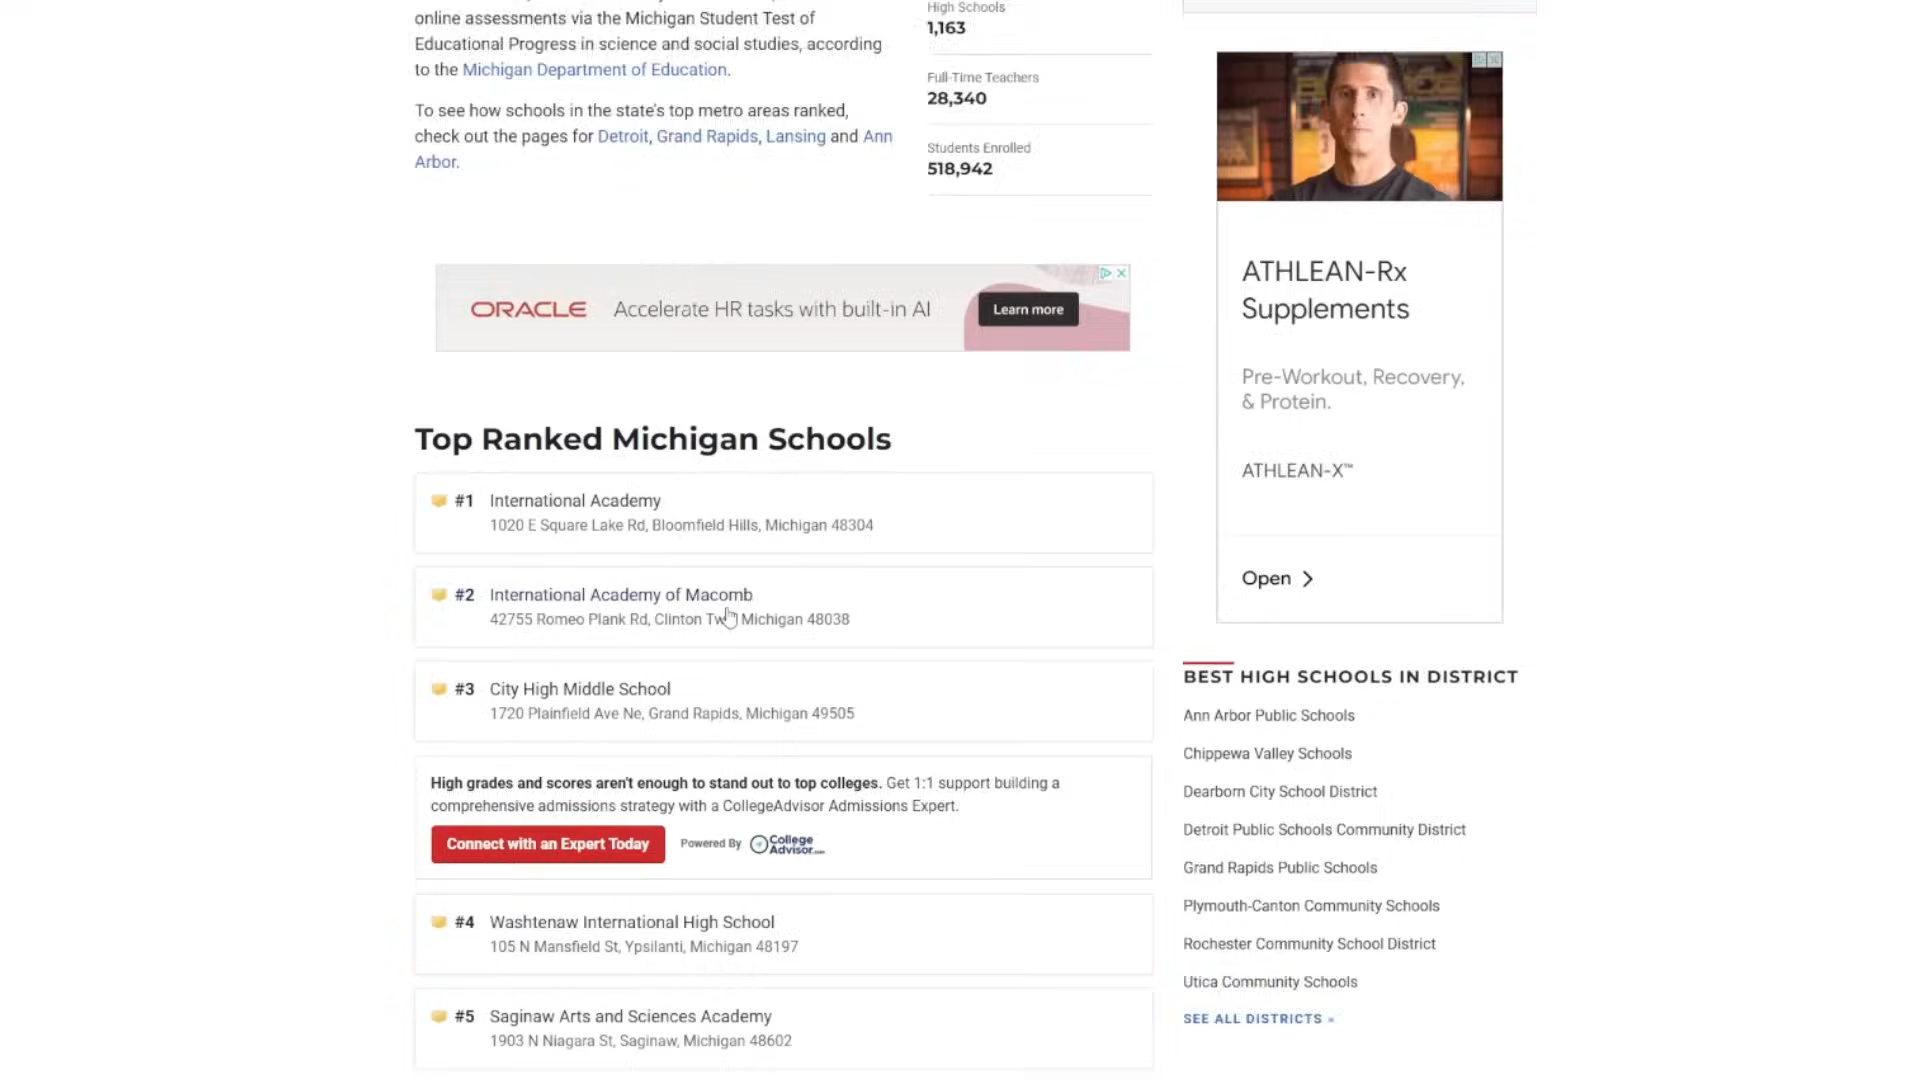 online assessments via the Michigan Student Test of
Educational Progress in science and social studies, according
to the Michigan Department of Education.
To see how schools in the state's top metro areas ranked,
check out the pages for Detroit, Grand Rapids, Lansing and Ann
Arbor.
High Schools
1,163
Full-Time Teachers
28,340
Students Enrolled
518,942
ORACLE Accelerate HR tasks with built-in AI Learn more
Top Ranked Michigan Schools
#1 International Academy
1020 E Square Lake Rd, Bloomfield Hills, Michigan 48304
#2 International Academy of Macomb
42755 Romeo Plank Rd, Clinton Michigan 48038
#3 City High Middle School
1720 Plainfield Ave Ne, Grand Rapids, Michigan 49505
High grades and scores aren't enough to stand out to top colleges. Get 1:1 support building a
comprehensive admissions strategy with a CollegeAdvisor Admissions Expert.
Connect with an Expert Today Powered By College
Advisor.com
#4 Washtenaw International High School
105 N Mansfield St, Ypsilanti, Michigan 48197
#5 Saginaw Arts and Sciences Academy
1903 N Niagara St, Saginaw, Michigan 48602
ATHLEAN-Rx
Supplements
Pre-Workout, Recovery,
& Protein.
ATHLEAN-X™
Open
BEST HIGH SCHOOLS IN DISTRICT
Ann Arbor Public Schools
Chippewa Valley Schools
Dearborn City School District
Detroit Public Schools Community District
Grand Rapids Public Schools
Plymouth-Canton Community Schools
Rochester Community School District
Utica Community Schools
SEE ALL DISTRICTS »